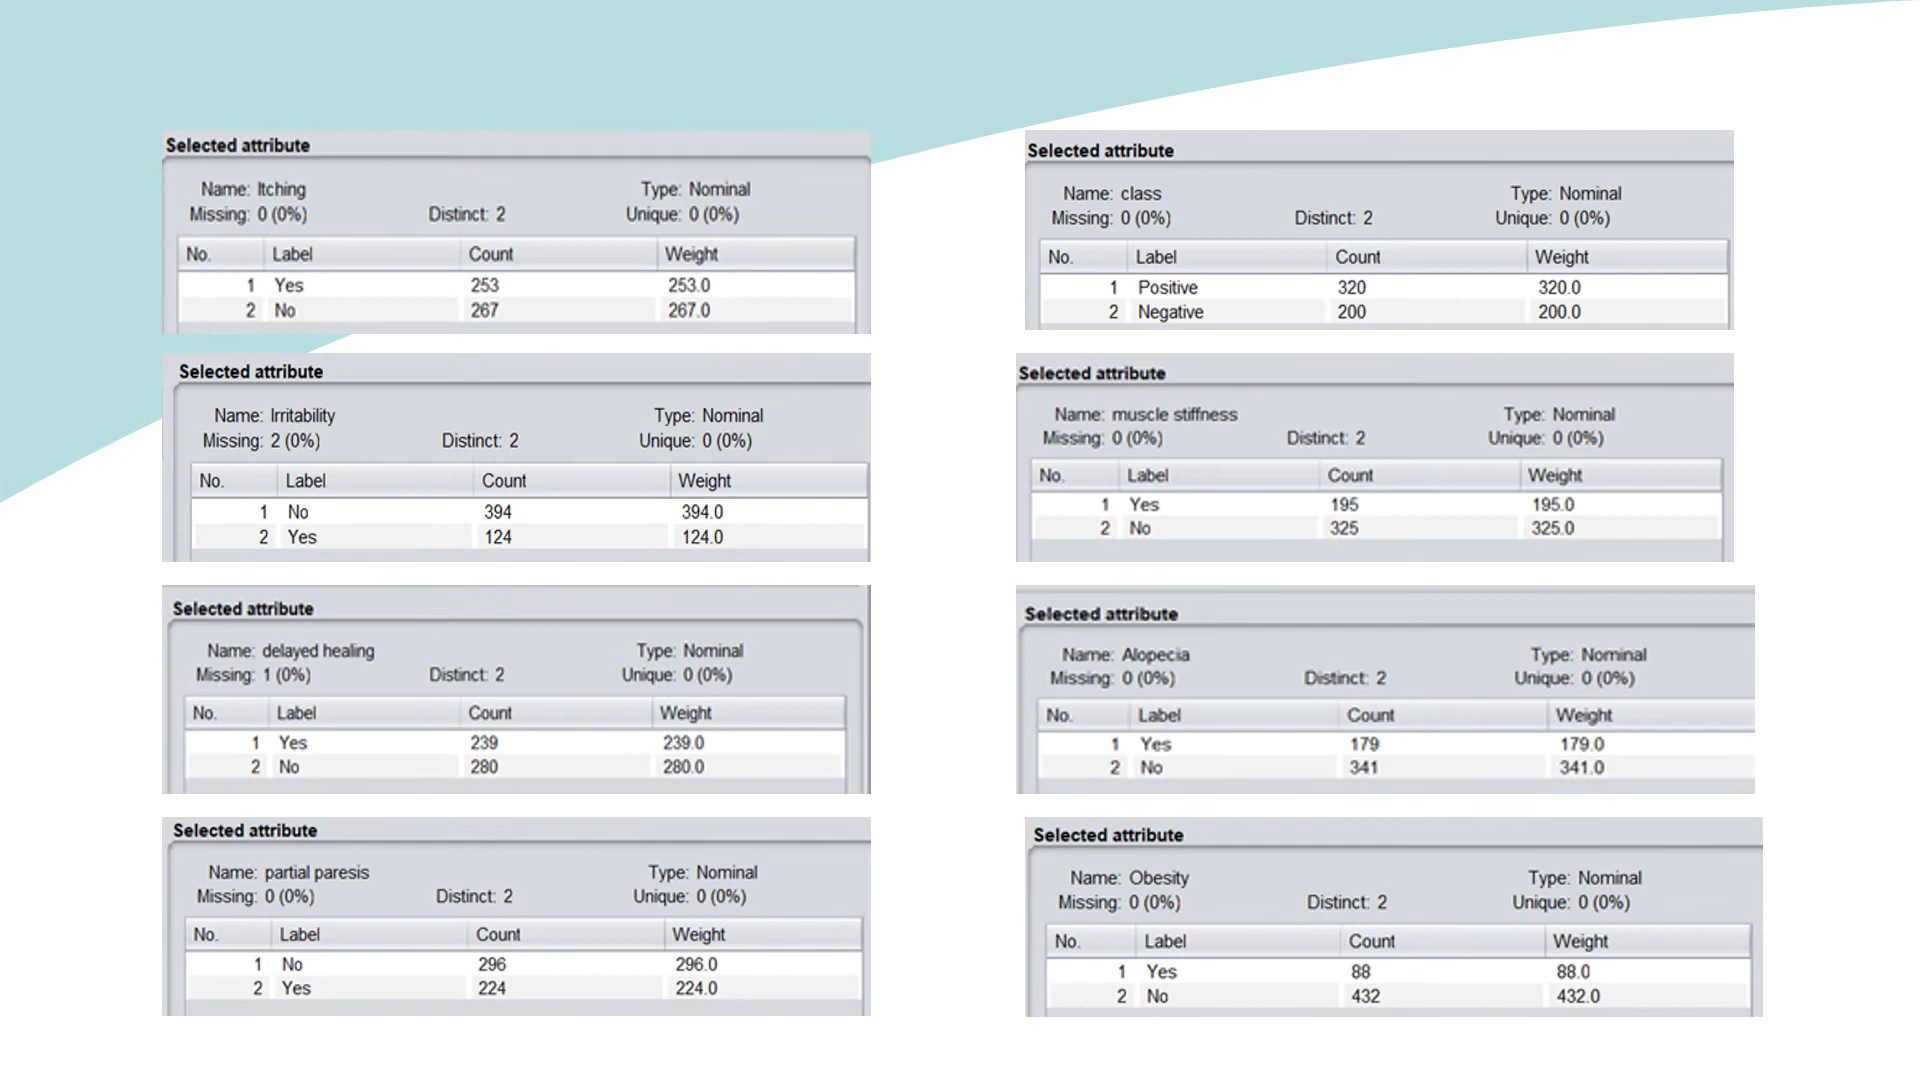 Selected attribute
Name: Itching Type: Nominal
Missing: 0 (0%) Distinct: 2 Unique: 0 (0%)
No. Label Count Weight
1 Yes 253 253.0
2 No 267 267.0
Selected attribute
Name: class Type: Nominal
Missing: 0 (0%) Distinct: 2 Unique: 0 (0%)
No. Label Count Weight
1 Positive 320 320.0
2 Negative 200 200.0
Selected attribute
Name: Irritability Type: Nominal
Missing: 2 (0%) Distinct: 2 Unique: 0 (0%)
No. Label Count Weight
1 No 394 394.0
2 Yes 124 124.0
Selected attribute
Name: muscle stiffness Type: Nominal
Missing: 0 (0%) Distinct: 2 Unique: 0 (0%)
No. Label Count Weight
1 Yes 195 195.0
2 No 325 325.0
Selected attribute
Name: delayed healing Type: Nominal
Missing: 1 (0%) Distinct: 2 Unique: 0 (0%)
No. Label Count Weight
1 Yes 239 239.0
2 No 280 280.0
Selected attribute
Name: Alopecia Type: Nominal
Missing: 0 (0%) Distinct: 2 Unique: 0 (0%)
No. Label Count Weight
1 Yes 179 179.0
2 No 341 341.0
Selected attribute
Name: partial paresis Type: Nominal
Missing: 0 (0%) Distinct: 2 Unique: 0 (0%)
No. Label Count Weight
1 No 296 296.0
2 Yes 224 224.0
Selected attribute
Name: Obesity Type: Nominal
Missing: 0 (0%) Distinct: 2 Unique: 0 (0%)
No. Label Count Weight
1 Yes 88 88.0
2 No 432 432.0